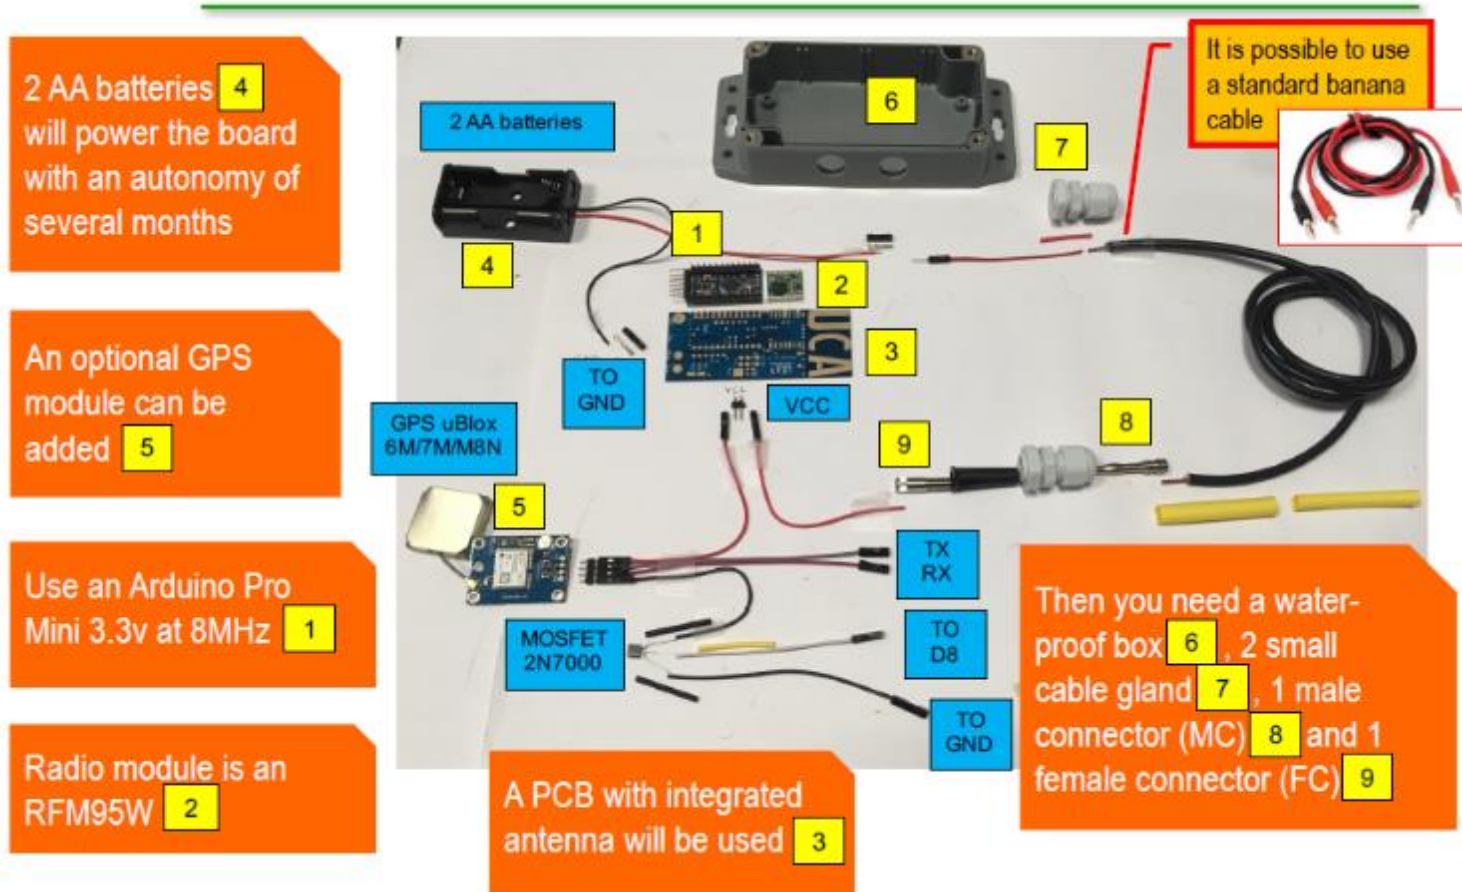 2 AA batteries 4
will power the board
with an autonomy of
several months
An optional GPS
module can be
added 5
Use an Arduino Pro
Mini 3.3v at 8MHz 1
Radio module is an
RFM95W 2
2 AA batteries
4
1
2
3
6
7
It is possible to use
a standard banana
cable
UCA
TO
GND
VCC
VCC
GPS uBlox
6M/7M/M8N
5
9
8
TX
RX
MOSFET
2N7000
TO
D8
TO
GND
A PCB with integrated
antenna will be used 3
Then you need a water-
proof box 6 , 2 small
cable gland 7 , 1 male
connector (MC) 8 and 1
female connector (FC) 9